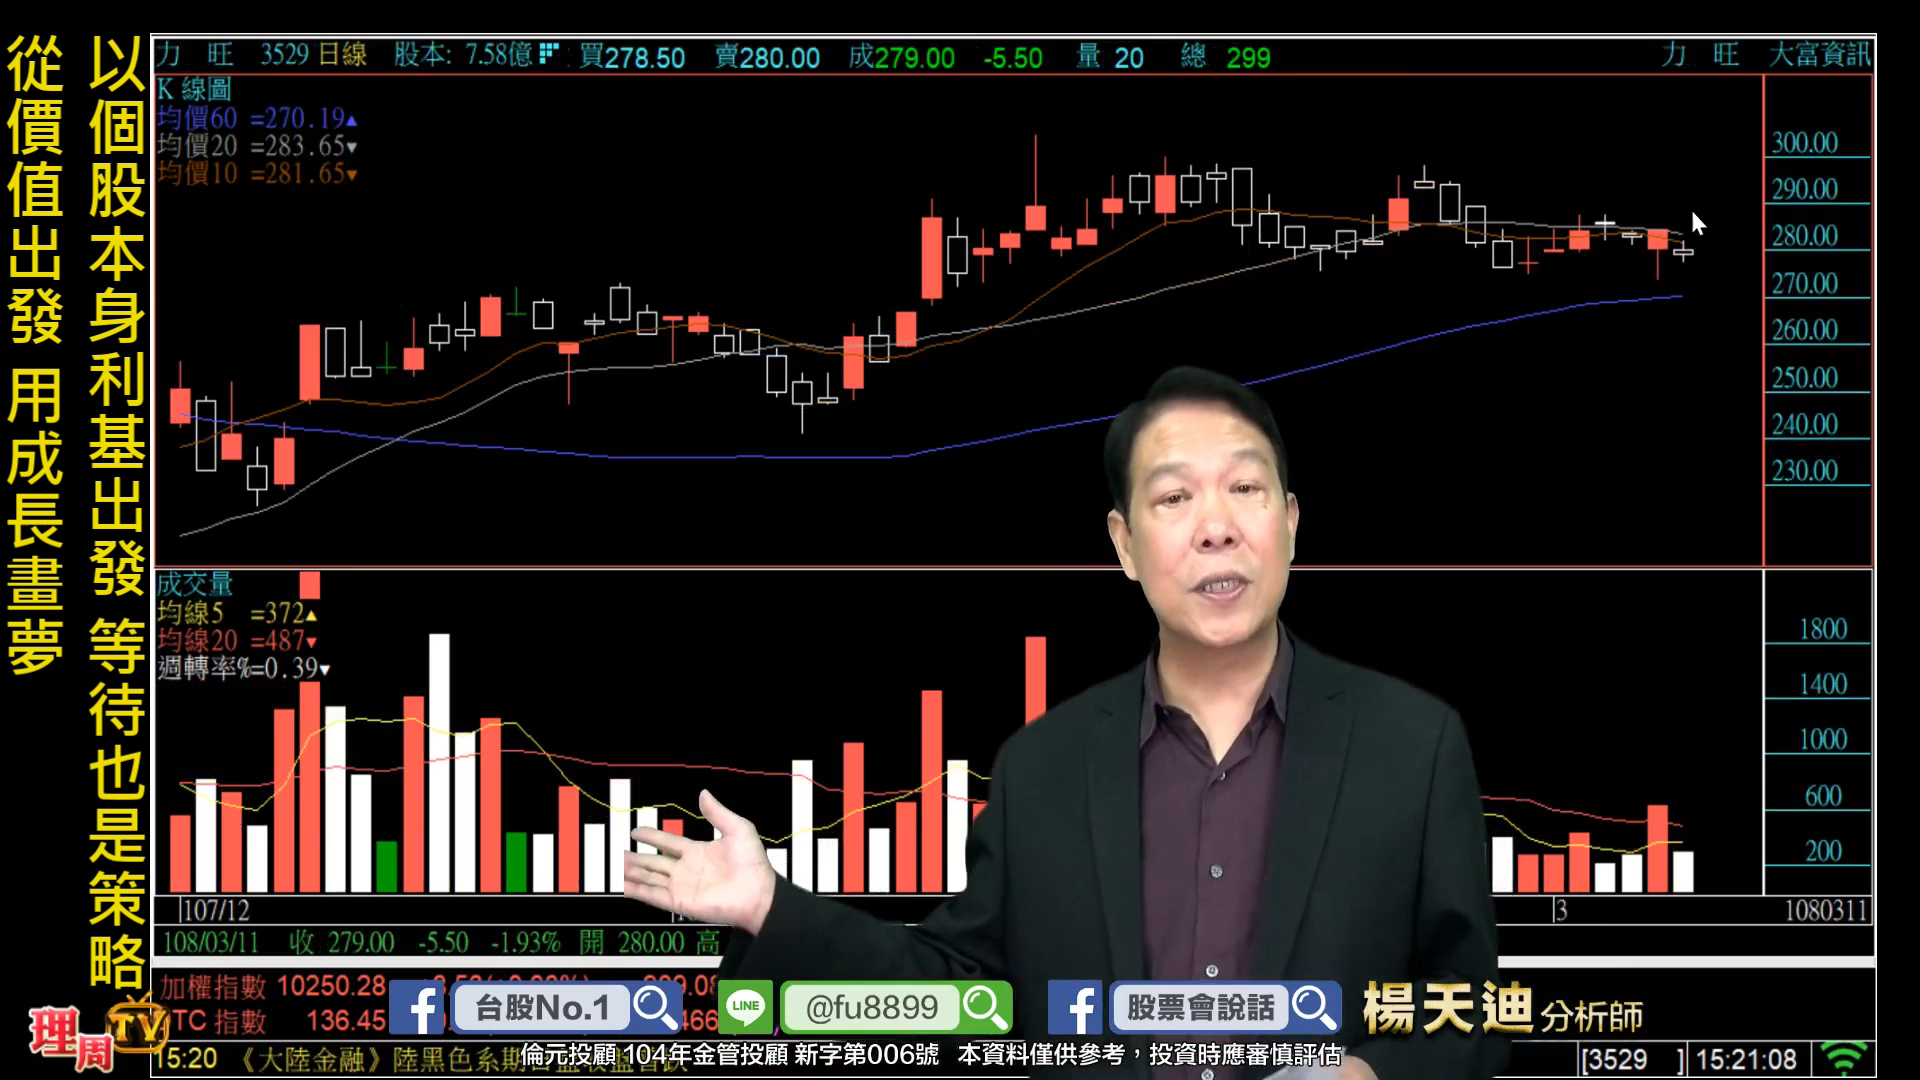 以個股本身利基出發 等待也是策略
從價值出發 用成長畫夢
力 旺 3529 日線 股本: 7.58億 買278.50 賣280.00 成279.00 -5.50 量 20 總 299 力 旺 大富資訊
K 線圖
均價60 =270.19▲
均價20 =283.65▼
均價10 =281.65▼
300.00
290.00
280.00
270.00
260.00
250.00
240.00
230.00
成交量
均線5 =372▲
均線20 =487▼
週轉率%=0.39▼
1800
1400
1000
600
200
107/12
3
1080311
108/03/11 收 279.00 -5.50 -1.93% 開 280.00 高
加權指數 10250.28
TC 指數 136.45
台股No.1
LINE
@fu8899
股票會說話
楊天迪 分析師
理周TV
15:20 《大陸金融》陸黑色系期
倫元投顧 104年金管投顧 新字第006號 本資料僅供參考，投資時應審慎評估
[3529 ] 15:21:08